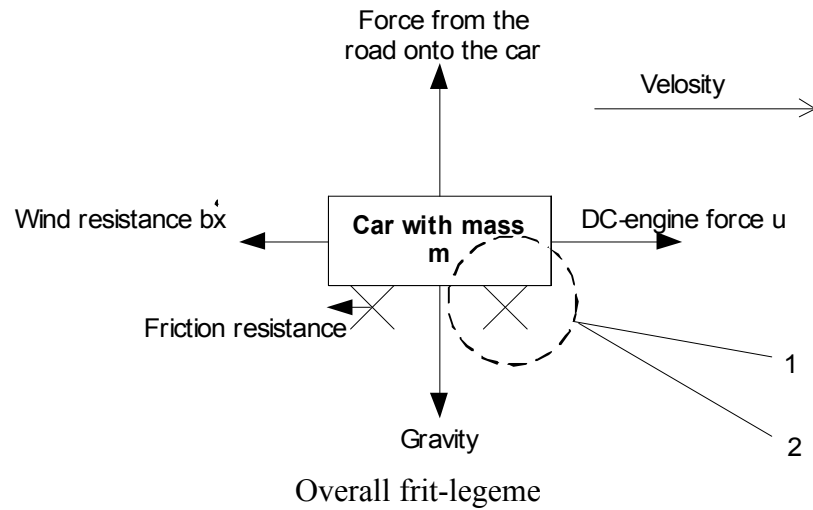 Force from the
road onto the car
Velosity
Wind resistance bẋ
Car with mass
m
DC-engine force u
Friction resistance
1
Gravity
2
Overall frit-legeme